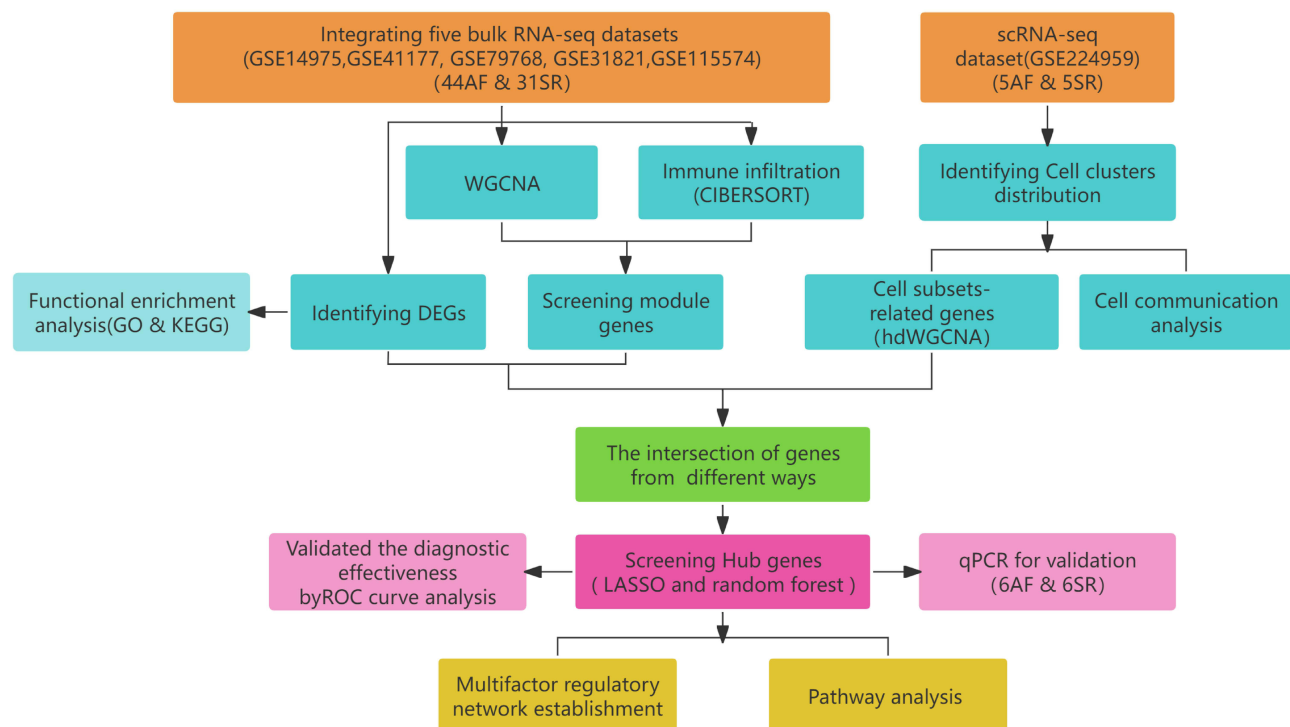 Integrating five bulk RNA-seq datasets
(GSE14975,GSE41177, GSE79768, GSE31821,GSE115574)
(44AF & 31SR)
scRNA-seq
dataset(GSE224959)
(5AF & 5SR)
WGCNA
Immune infiltration
(CIBERSORT)
Identifying Cell clusters
distribution
Functional enrichment
analysis(GO & KEGG)
Identifying DEGs
Screening module
genes
Cell subsets-
related genes
(hdWGCNA)
Cell communication
analysis
The intersection of genes
from  different ways
Validated the diagnostic
effectiveness
byROC curve analysis
Screening Hub genes
( LASSO and random forest )
qPCR for validation
(6AF & 6SR)
Multifactor regulatory
network establishment
Pathway analysis